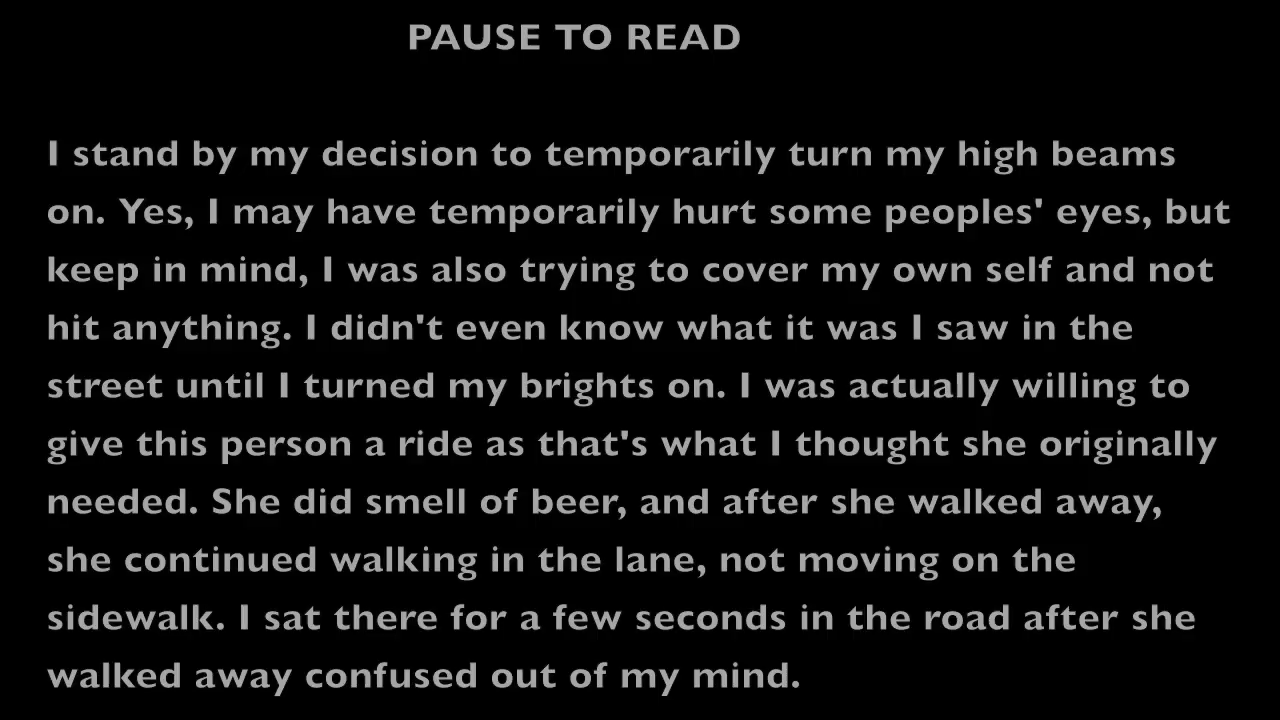 PAUSE TO READ
I stand by my decision to temporarily turn my high beams
on. Yes, I may have temporarily hurt some peoples' eyes, but
keep in mind, I was also trying to cover my own self and not
hit anything. I didn't even know what it was I saw in the
street until I turned my brights on. I was actually willing to
give this person a ride as that's what I thought she originally
needed. She did smell of beer, and after she walked away,
she continued walking in the lane, not moving on the
sidewalk. I sat there for a few seconds in the road after she
walked away confused out of my mind.